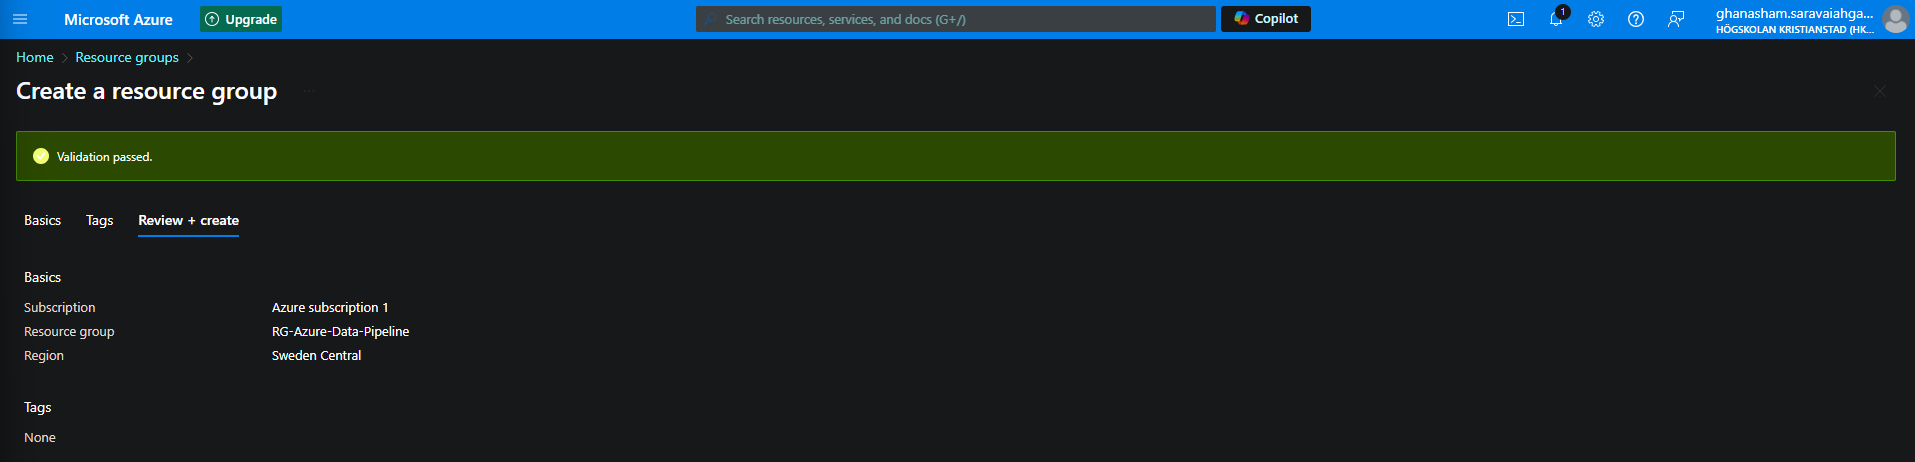 Microsoft Azure
Upgrade
Search resources, services, and docs (G+/)
Copilot
1
ghanasham.saravaiahga...
HÖGSKOLAN KRISTIANSTAD (HK...
Home > Resource groups >
Create a resource group ...
Validation passed.
Basics Tags Review + create
Basics
Subscription Azure subscription 1
Resource group RG-Azure-Data-Pipeline
Region Sweden Central
Tags
None